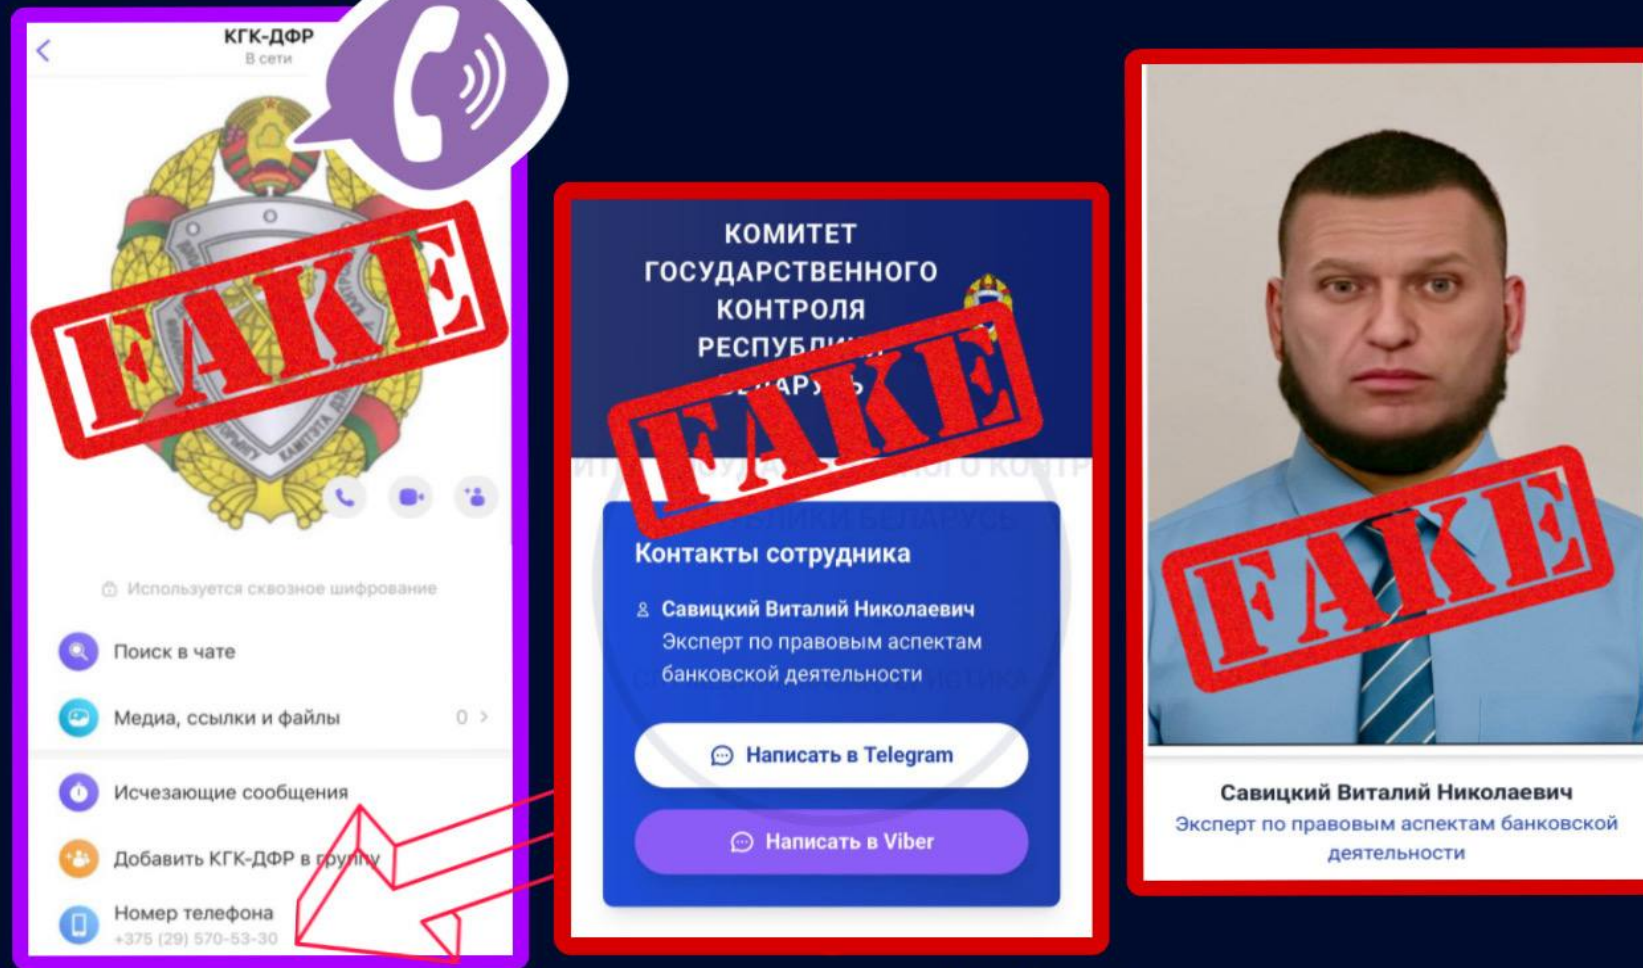 КГК-ДФР
В сети
FAKE
Используется сквозное шифрование
Поиск в чате
Медиа, ссылки и файлы 0
Исчезающие сообщения
Добавить КГК-ДФР в группу
Номер телефона
+375 (29) 570-53-30
КОМИТЕТ
ГОСУДАРСТВЕННОГО
КОНТРОЛЯ
РЕСПУБЛИКИ
БЕЛАРУСЬ
FAKE
Контакты сотрудника
Савицкий Виталий Николаевич
Эксперт по правовым аспектам
банковской деятельности
Написать в Telegram
Написать в Viber
FAKE
Савицкий Виталий Николаевич
Эксперт по правовым аспектам банковской
деятельности